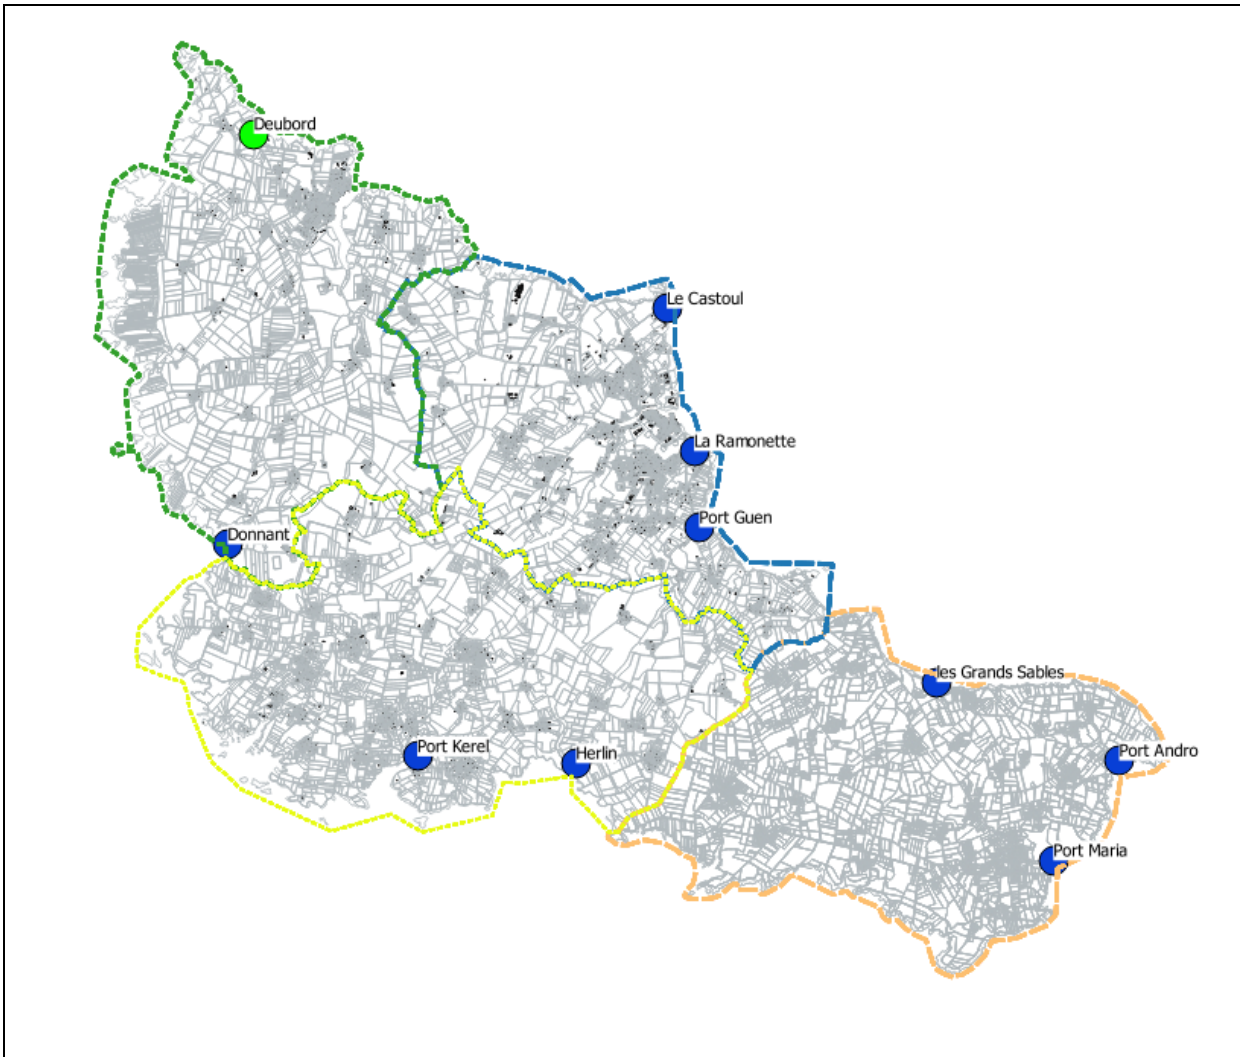 Deubord
Le Castoul
La Ramonette
Port Guen
Donnant
les Grands Sables
Port Kerel
Herlin
Port Andro
Port Maria